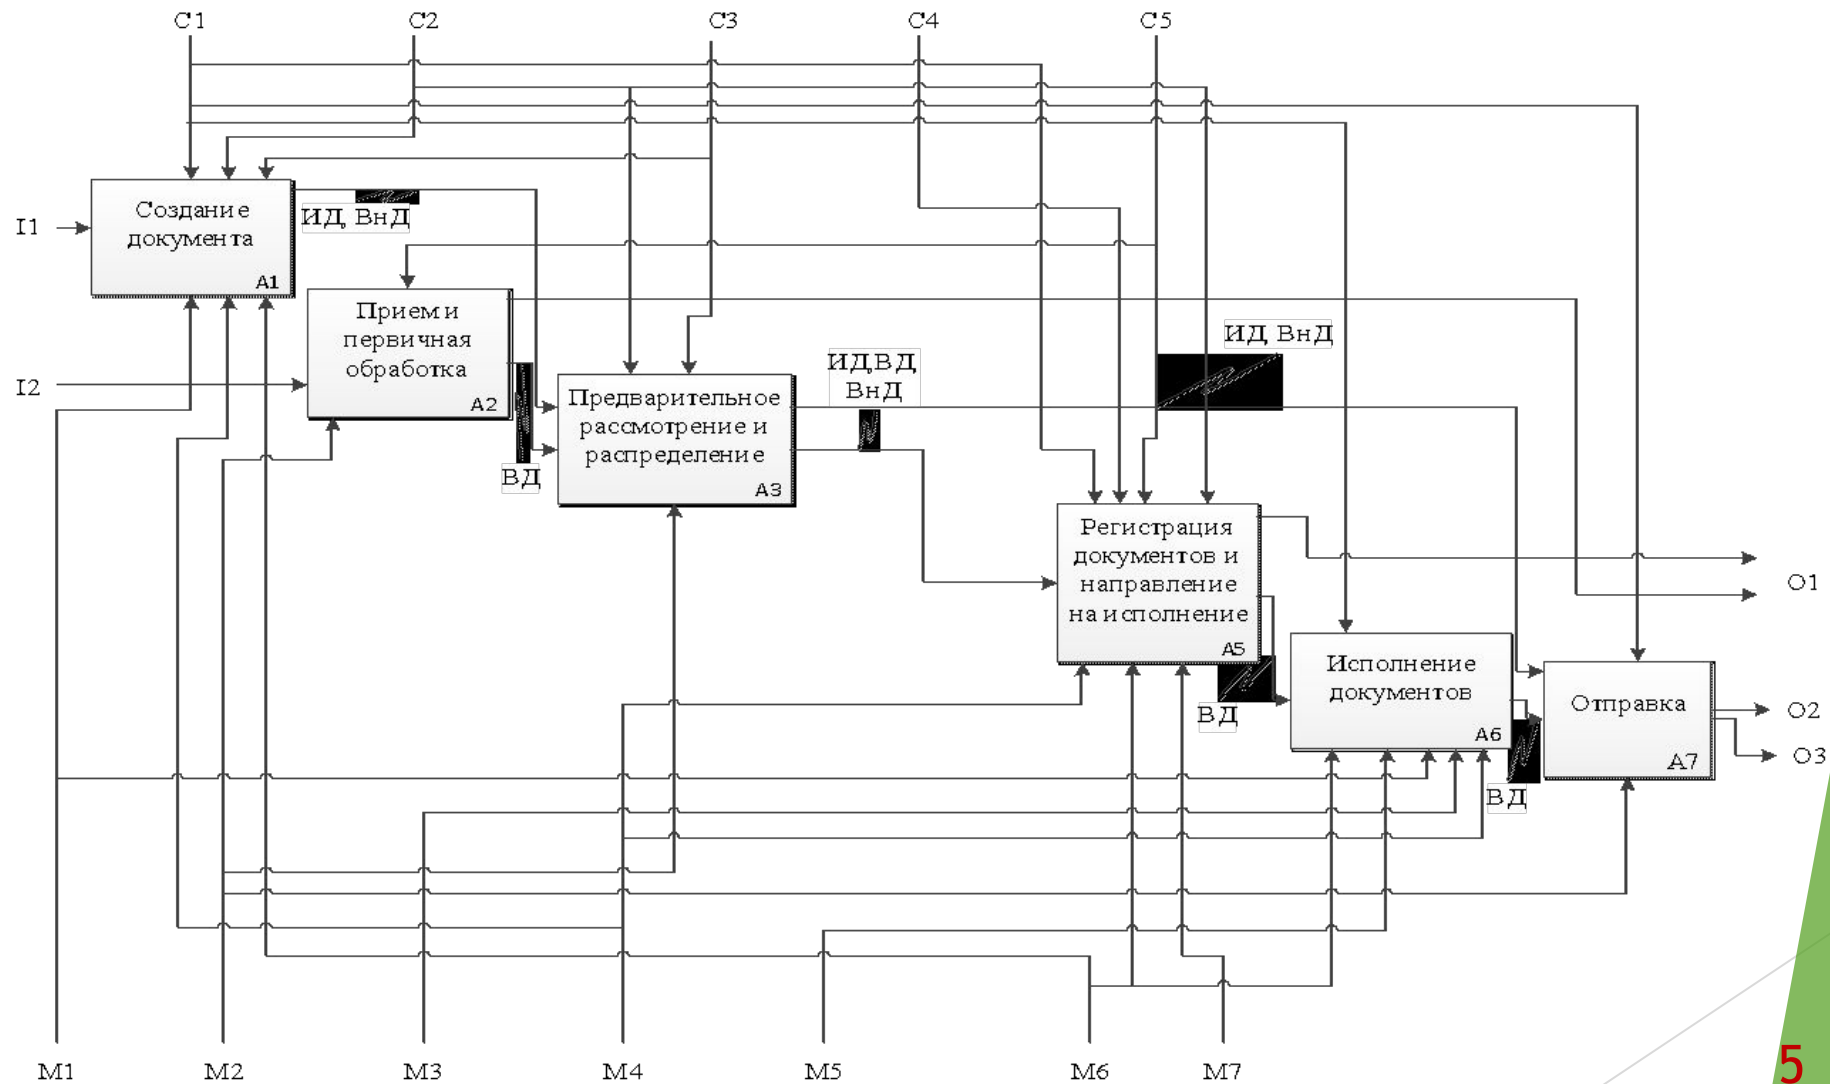 C1
C2
C3
C4
C5
I1
Создание
документа
A1
ИД, ВнД
I2
Прием и
первичная
обработка
A2
ВД
Предварительное
рассмотрение и
распределение
A3
ИД,ВД,
ВнД
ИД, ВнД
Регистрация
документов и
направление
на исполнение
A5
ВД
Исполнение
документов
A6
ВД
Отправка
A7
O1
O2
O3
M1
M2
M3
M4
M5
M6
M7
5